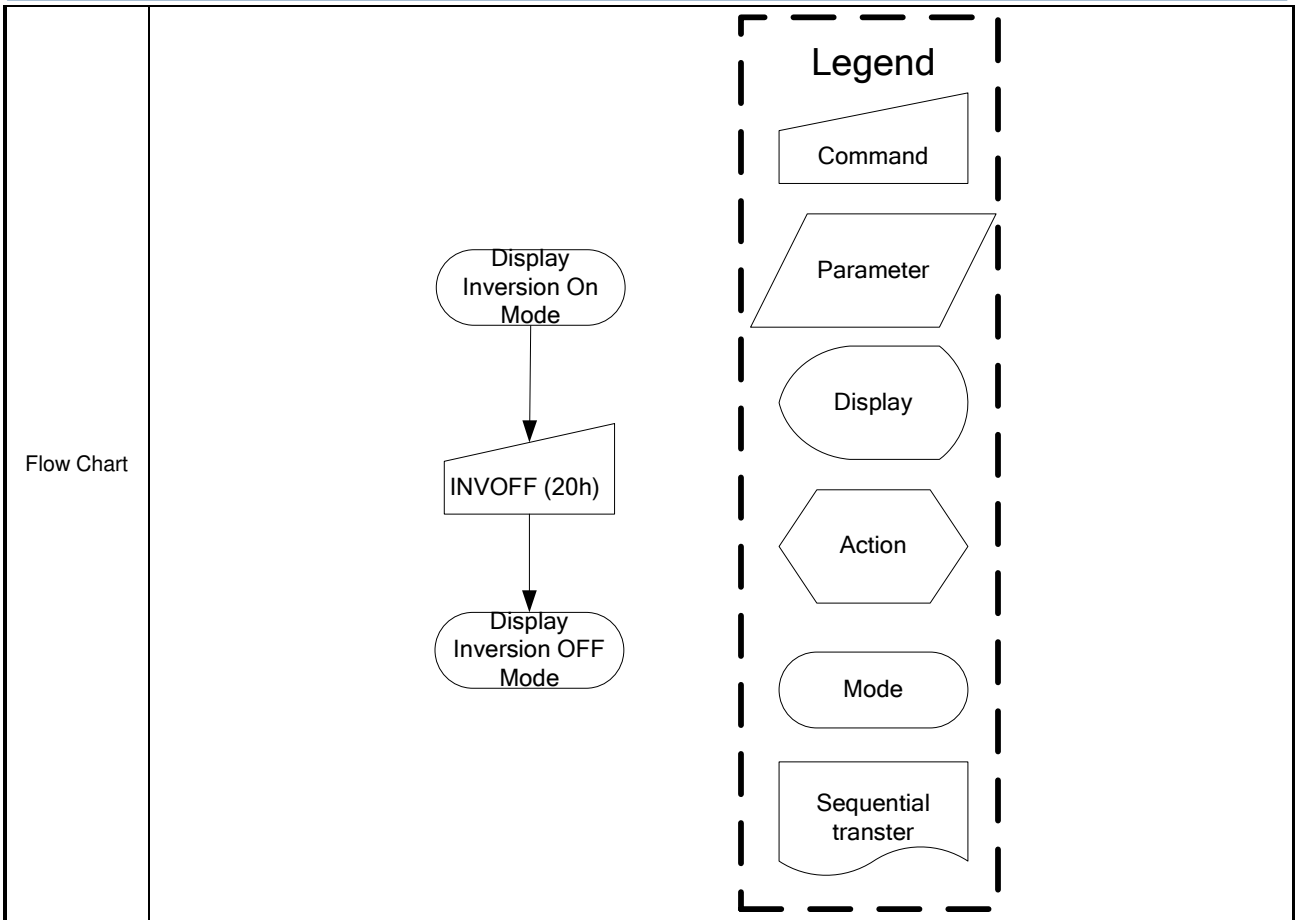 Flow Chart
Display
Inversion On
Mode
INVOFF (20h)
Display
Inversion OFF
Mode
Legend
Command
Parameter
Display
Action
Mode
Sequential
transter